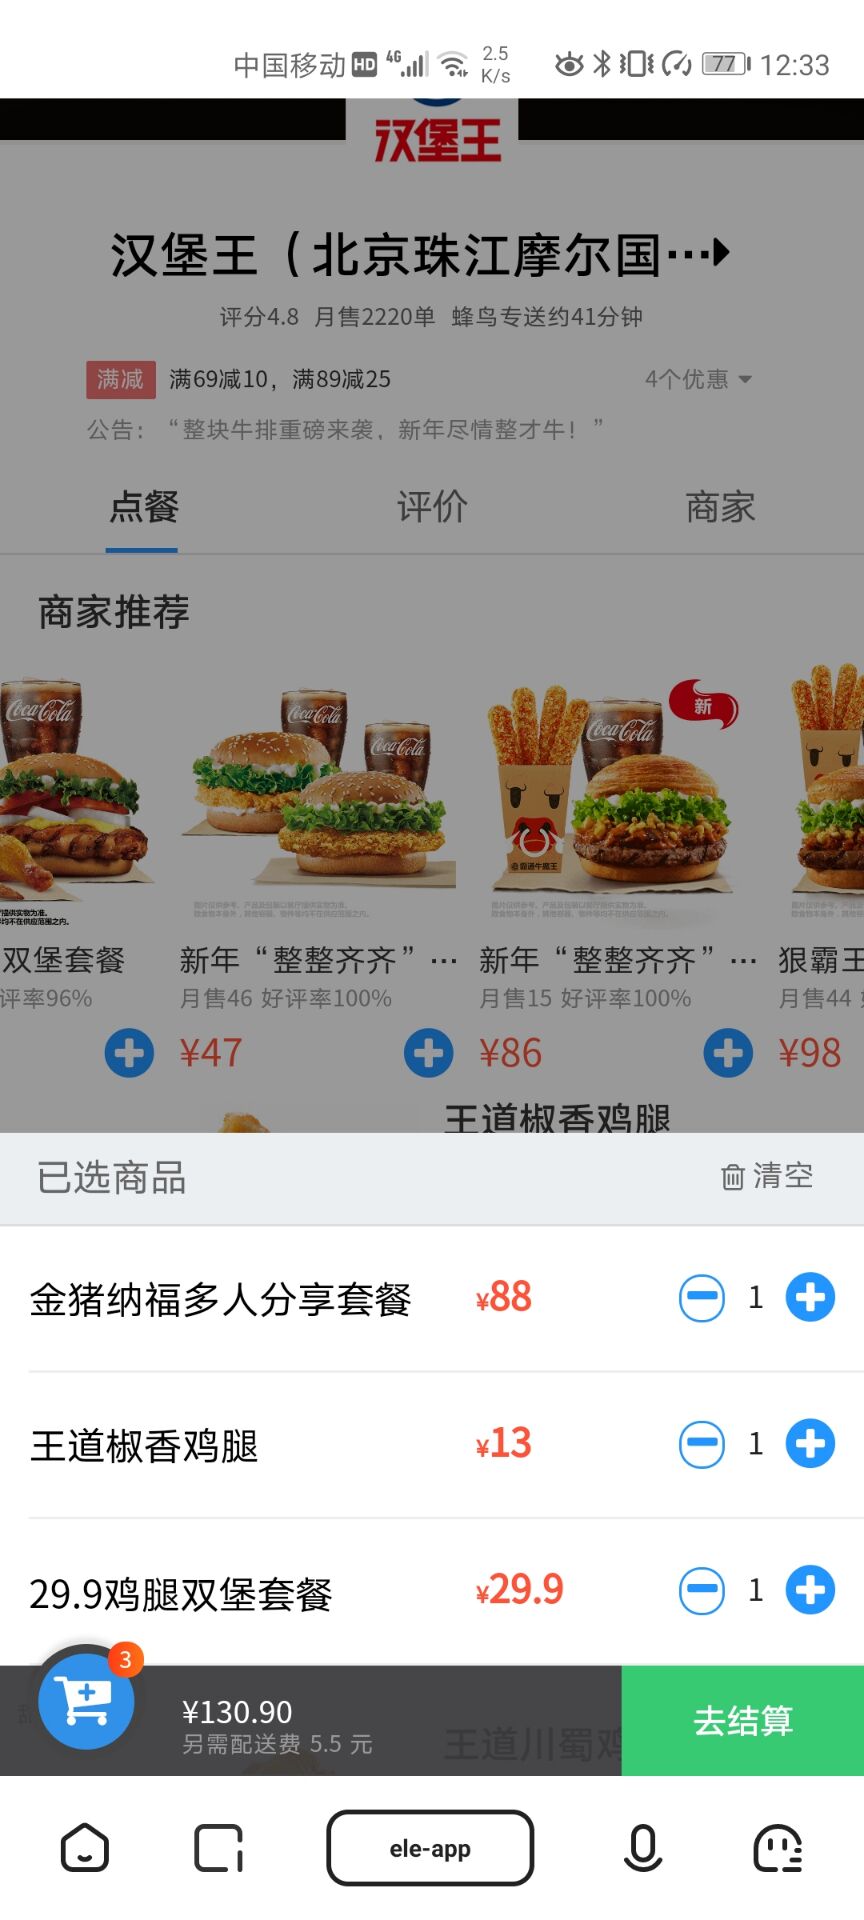 中国移动 HD 4G 2.5 K/s 77 12:33
汉堡王
汉堡王（北京珠江摩尔国…
评分4.8 月售2220单 蜂鸟专送约41分钟
满减 满69减10，满89减25 4个优惠
公告：“整块牛排重磅来袭，新年尽情整才牛！”
点餐 评价 商家
商家推荐
Coca-Cola Coca-Cola Coca-Cola Coca-Cola
新
双堡套餐 新年“整整齐齐”… 新年“整整齐齐”… 狠霸王
评率96% 月售46 好评率100% 月售15 好评率100% 月售44
¥47 ¥86 ¥98
王道椒香鸡腿
已选商品 清空
金猪纳福多人分享套餐 ¥88 1
王道椒香鸡腿 ¥13 1
29.9鸡腿双堡套餐 ¥29.9 1
3
¥130.90 去结算
另需配送费 5.5 元
王道川蜀鸡
ele-app